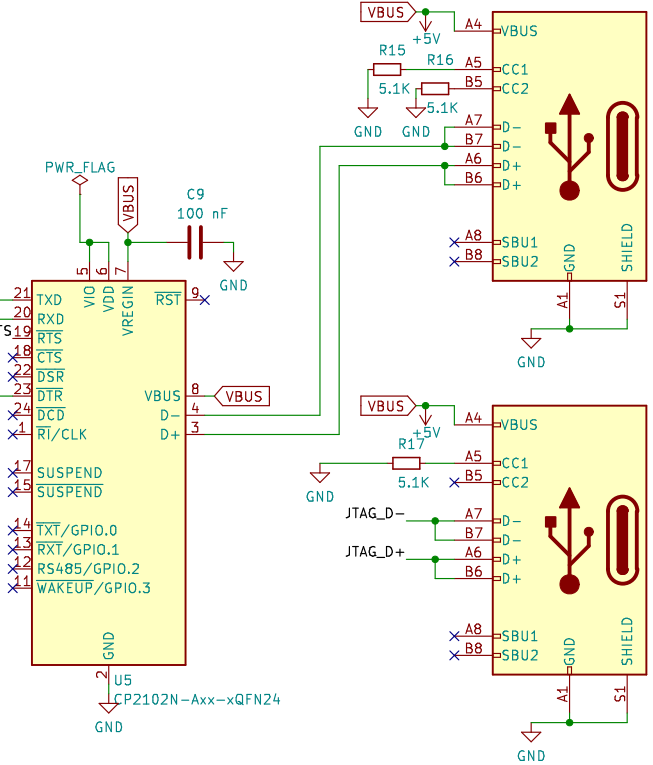 VBUS
+5V
A4 VBUS
R15
5.1K
GND
A5 CC1
R16
5.1K
GND
B5 CC2
A7 D-
B7 D-
A6 D+
B6 D+
A8 SBU1
B8 SBU2
GND
SHIELD
A1
S1
GND
PWR_FLAG
VBUS
C9
100 nF
GND
5
6
7
VIO
VDD
VREGIN
21 TXD
20 RXD
TS
19 RTS
18 CTS
22 DSR
23 DTR
24 DCD
1 RI/CLK
17 SUSPEND
15 SUSPEND
14 TXT/GPIO.0
13 RXT/GPIO.1
12 RS485/GPIO.2
11 WAKEUP/GPIO.3
RST 9
VBUS 8
VBUS
D- 4
D+ 3
GND
2
U5
CP2102N-Axx-xQFN24
GND
VBUS
+5V
A4 VBUS
R17
5.1K
GND
A5 CC1
B5 CC2
JTAG_D-
A7 D-
B7 D-
JTAG_D+
A6 D+
B6 D+
A8 SBU1
B8 SBU2
GND
SHIELD
A1
S1
GND